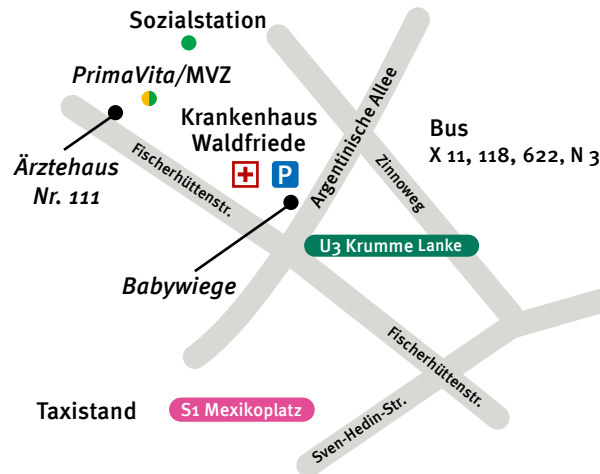 Sozialstation
PrimaVita/MVZ
Krankenhaus
Waldfriede
P
Ärztehaus
Nr. 111
Fischerhüttenstr.
Argentinische Allee
Zinnoweg
Bus
X 11, 118, 622, N 3
U3 Krumme Lanke
Babywiege
Fischerhüttenstr.
Taxistand
S1 Mexikoplatz
Sven-Hedin-Str.